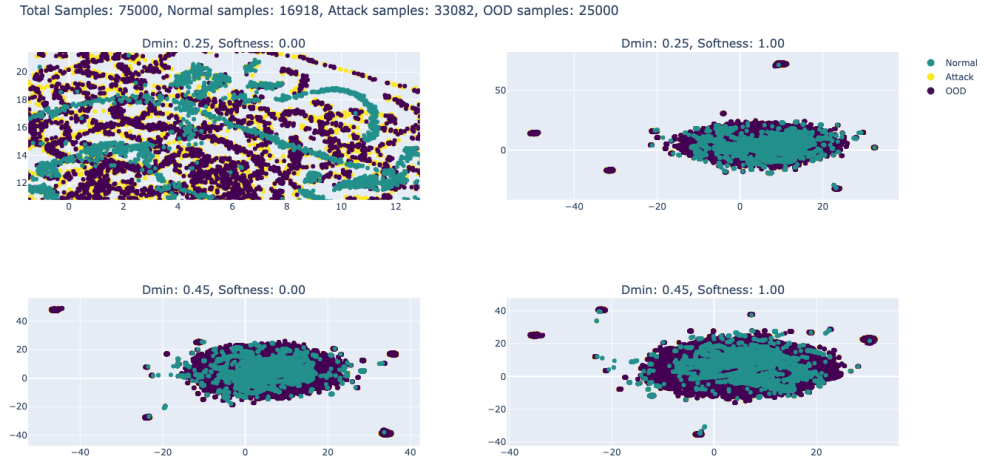 Total Samples: 75000, Normal samples: 16918, Attack samples: 33082, OOD samples: 25000
Dmin: 0.25, Softness: 0.00
20
18
16
14
12
0 2 4 6 8 10 12
Dmin: 0.25, Softness: 1.00
50
0
−40 −20 0 20
Normal
Attack
OOD
Dmin: 0.45, Softness: 0.00
40
20
0
−20
−40
−40 −20 0 20 40
Dmin: 0.45, Softness: 1.00
40
20
0
−20
−40
−40 −20 0 20